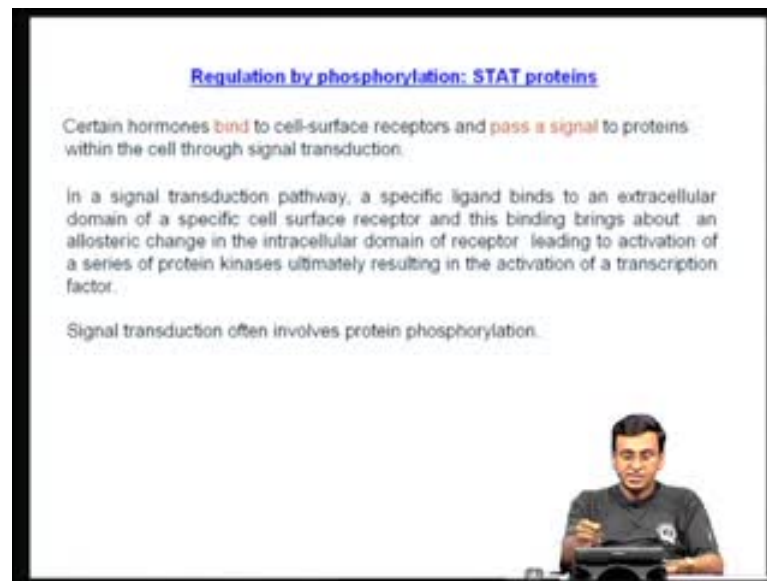 Regulation by phosphorylation: STAT proteins
Certain hormones bind to cell-surface receptors and pass a signal to proteins
within the cell through signal transduction.
In a signal transduction pathway, a specific ligand binds to an extracellular
domain of a specific cell surface receptor and this binding brings about an
allosteric change in the intracellular domain of receptor leading to activation of
a series of protein kinases ultimately resulting in the activation of a transcription
factor.
Signal transduction often involves protein phosphorylation.